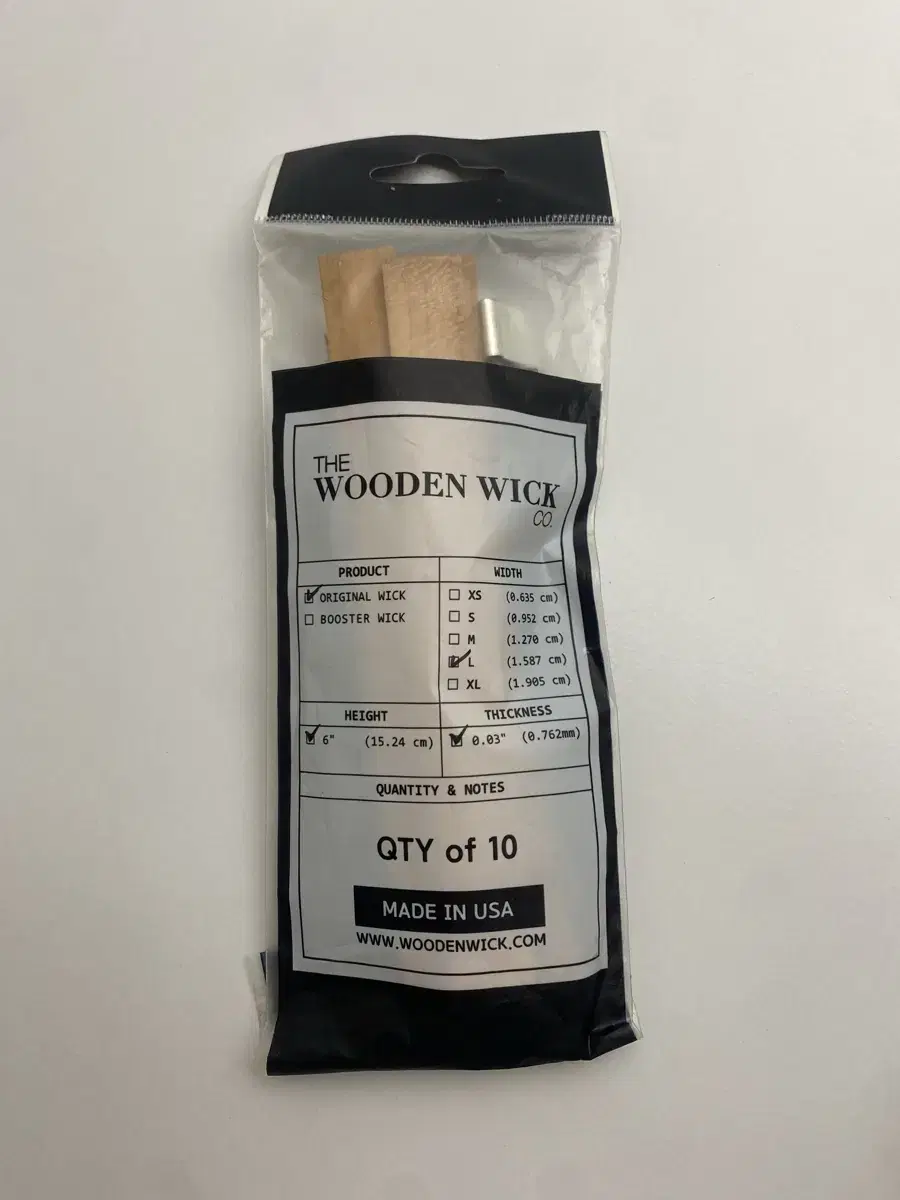 THE
WOODEN WICK
CO.
PRODUCT
ORIGINAL WICK
BOOSTER WICK
WIDTH
XS (0.635 cm)
S (0.952 cm)
M (1.270 cm)
L (1.587 cm)
XL (1.905 cm)
HEIGHT
6" (15.24 cm)
THICKNESS
0.03" (0.762mm)
QUANTITY & NOTES
QTY of 10
MADE IN USA
WWW.WOODENWICK.COM